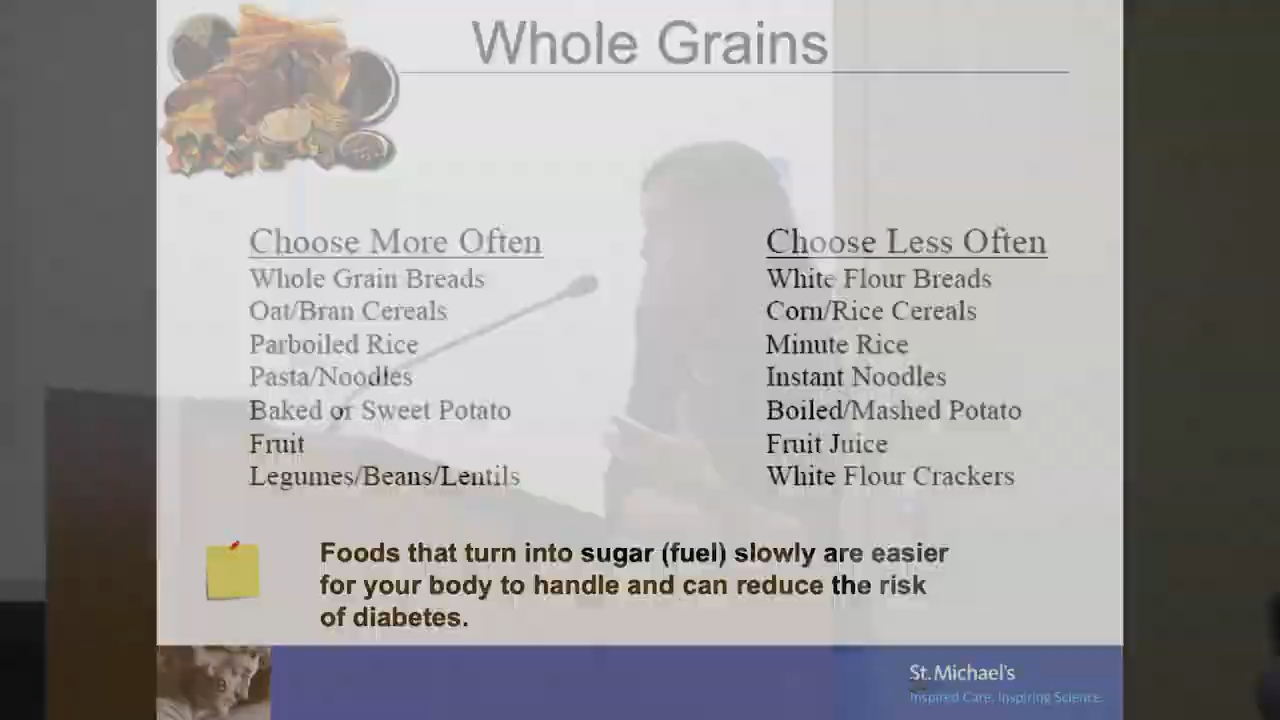 Whole Grains
Choose More Often
Whole Grain Breads
Oat/Bran Cereals
Parboiled Rice
Pasta/Noodles
Baked or Sweet Potato
Fruit
Legumes/Beans/Lentils
Choose Less Often
White Flour Breads
Corn/Rice Cereals
Minute Rice
Instant Noodles
Boiled/Mashed Potato
Fruit Juice
White Flour Crackers
Foods that turn into sugar (fuel) slowly are easier
for your body to handle and can reduce the risk
of diabetes.
St. Michael's
Inspired Care. Inspiring Science.